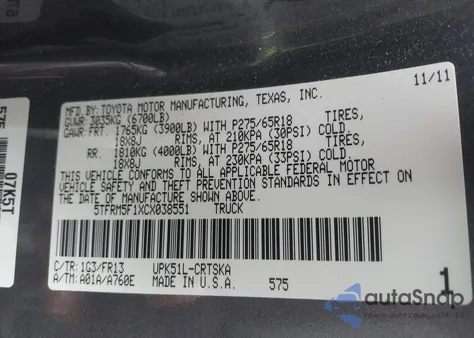 MFD.BY:TOYOTA MOTOR MANUFACTURING, TEXAS, INC.
11/11
GVWR 3035KG (6700LB)
GAWR FRT. 1765KG (3900LB) WITH P275/65R18 TIRES,
18X8J RIMS, AT 210KPA (30PSI) COLD,
RR. 1810KG (4000LB) WITH P275/65R18 TIRES,
18X8J RIMS, AT 230KPA (33PSI) COLD.
THIS VEHICLE CONFORMS TO ALL APPLICABLE FEDERAL MOTOR
VEHICLE SAFETY AND THEFT PREVENTION STANDARDS IN EFFECT ON
THE DATE OF MANUFACTURE SHOWN ABOVE.
5TFRM5F1XCX038551 TRUCK
C/TR:1G3/FR13 UPK51L-CRTSKA
A/TM:A01A/A760E MADE IN U.S.A. 575
1
575
07K5T
autoSnap